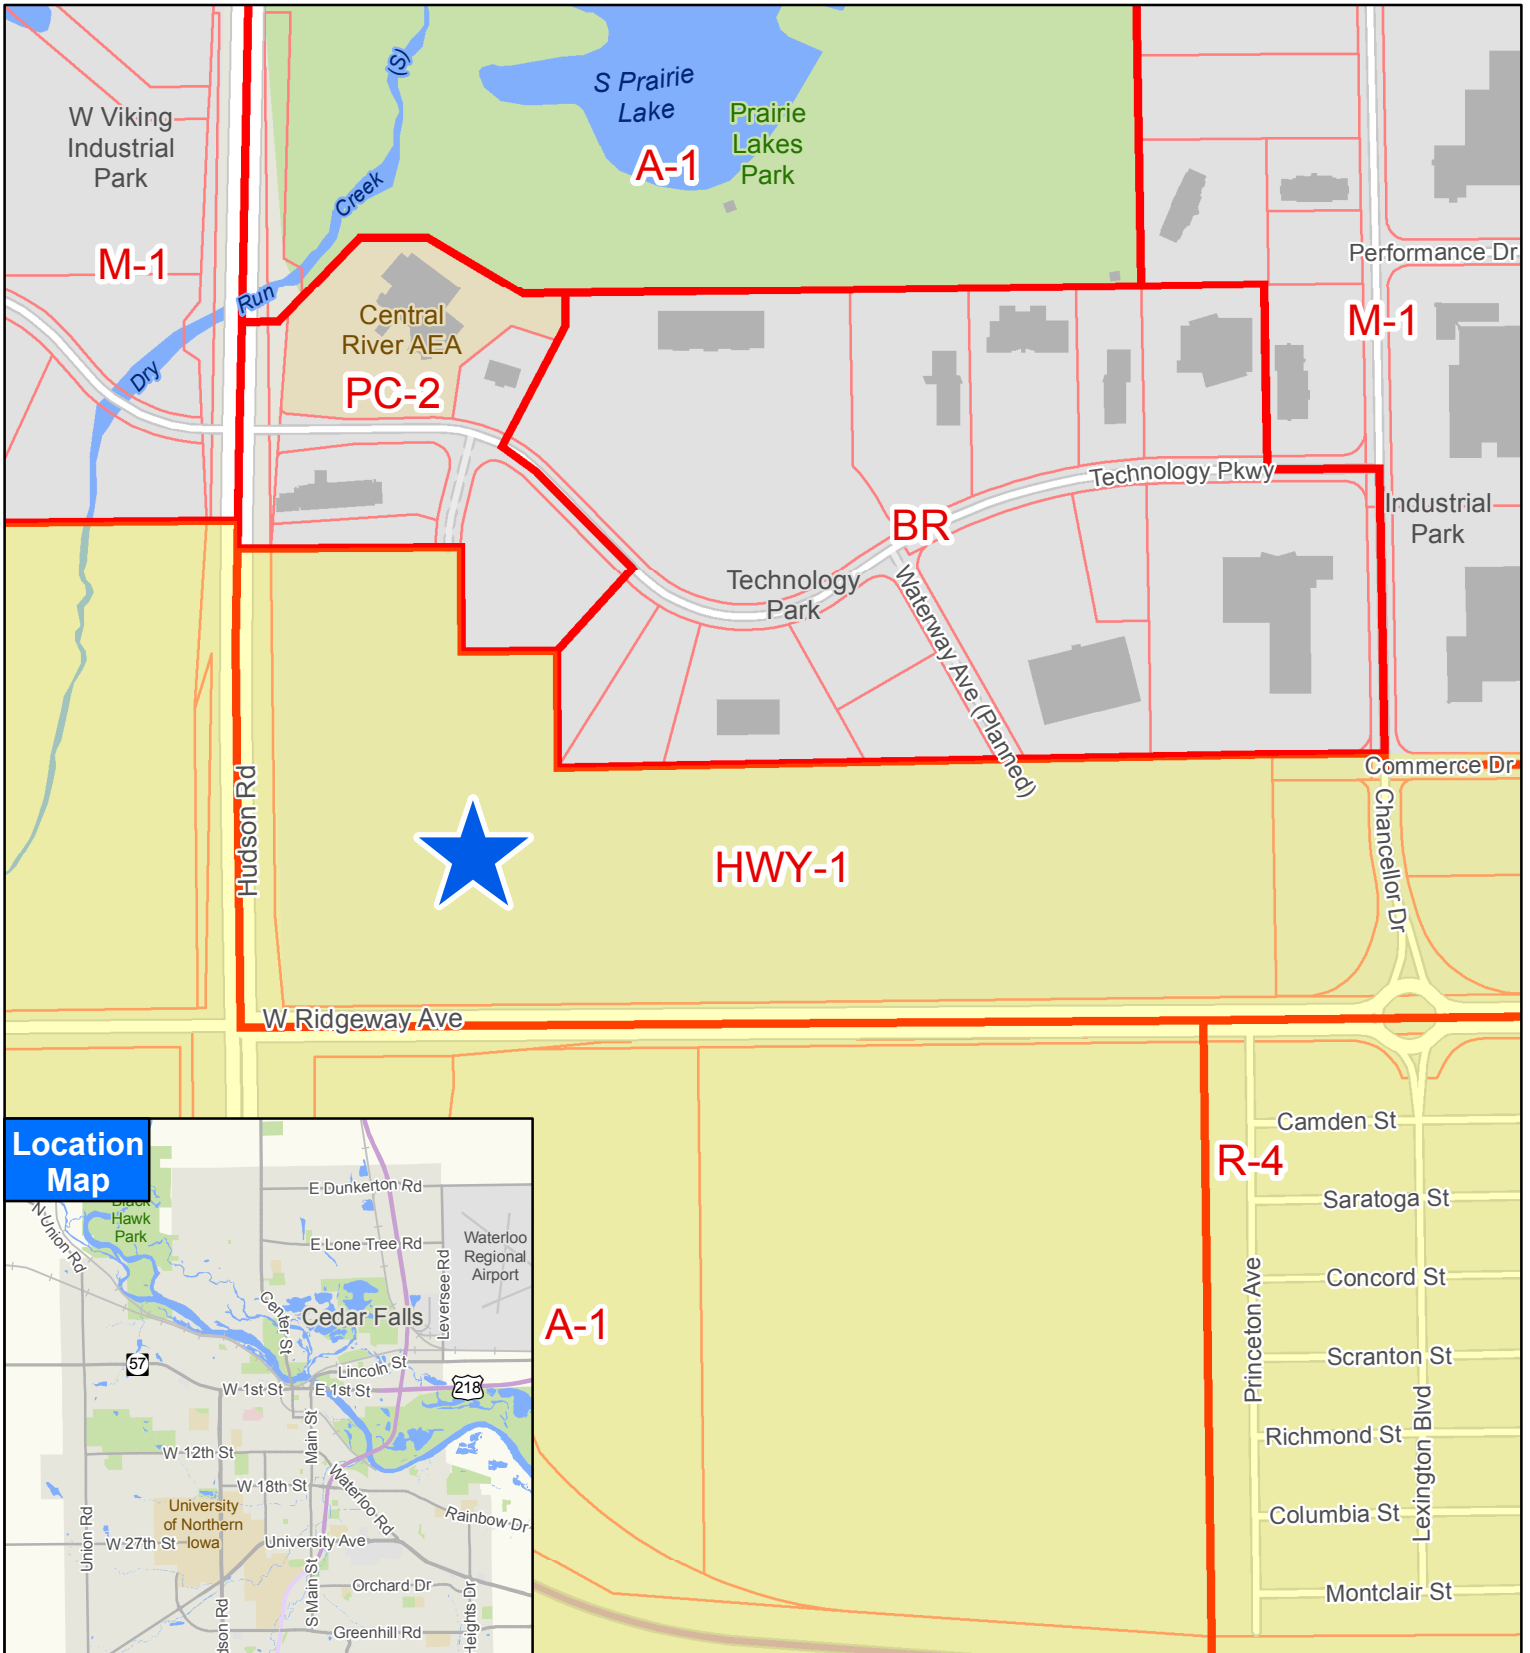 (S)
S Prairie
Lake
Prairie
Lakes
Park
A-1
W Viking
Industrial
Park
M-1
Creek
Run
Dry
Central
River AEA
PC-2
Performance Dr
M-1
Technology Pkwy
Industrial
Park
BR
Technology
Park
Waterway Ave (Planned)
Commerce Dr
Hudson Rd
HWY-1
Chancellor Dr
W Ridgeway Ave
Camden St
R-4
Saratoga St
Concord St
Princeton Ave
A-1
Scranton St
Richmond St
Lexington Blvd
Columbia St
Montclair St
Location
Map
Black
Hawk
Park
N Union Rd
E Dunkerton Rd
E Lone Tree Rd
Waterloo
Regional
Airport
Leversee Rd
Center St
Cedar Falls
57
Lincoln St
W 1st St
E 1st St
218
Main St
W 12th St
W 18th St
Waterloo Rd
University
of Northern
Iowa
Rainbow Dr
Union Rd
W 27th St
University Ave
S Main St
Orchard Dr
Greenhill Rd
dson Rd
Heights Dr